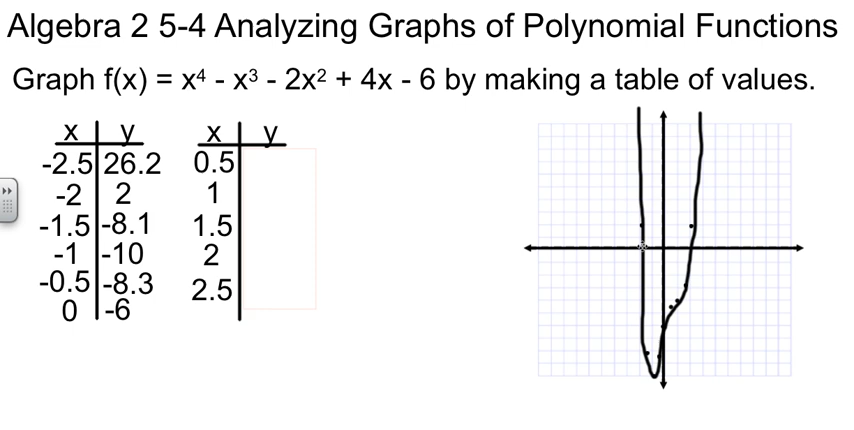 Algebra 2 5-4 Analyzing Graphs of Polynomial Functions
Graph f(x) = x⁴ - x³ - 2x² + 4x - 6 by making a table of values.
x y
-2.5 26.2
-2 2
-1.5 -8.1
-1 -10
-0.5 -8.3
0 -6
x y
0.5
1
1.5
2
2.5